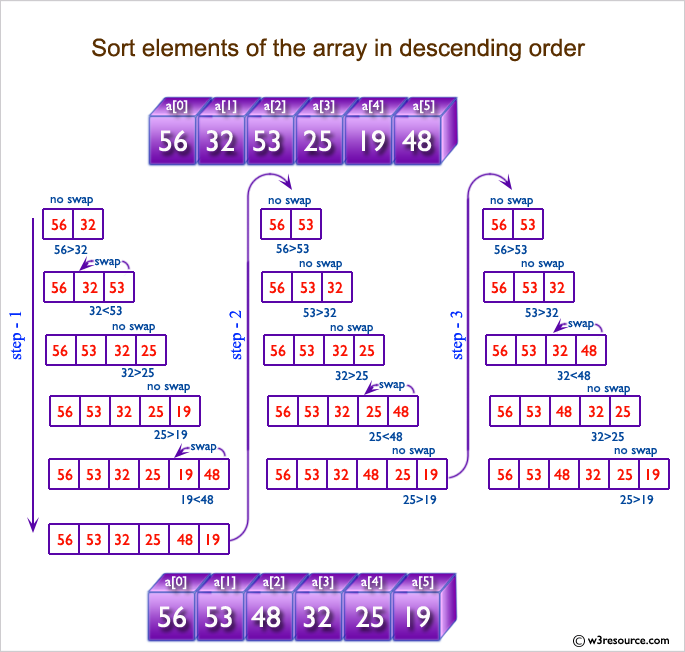 Sort elements of the array in descending order
a[0] a[1] a[2] a[3] a[4] a[5]
56 32 53 25 19 48
step - 1
no swap
56 32
56>32
swap
56 32 53
32<53
no swap
56 53 32 25
32>25
no swap
56 53 32 25 19
25>19
swap
56 53 32 25 19 48
19<48
56 53 32 25 48 19
step - 2
no swap
56 53
56>53
no swap
56 53 32
53>32
no swap
56 53 32 25
32>25
swap
56 53 32 25 48
25<48
no swap
56 53 32 48 25 19
25>19
step - 3
no swap
56 53
56>53
no swap
56 53 32
53>32
swap
56 53 32 48
32<48
no swap
56 53 48 32 25
32>25
no swap
56 53 48 32 25 19
25>19
a[0] a[1] a[2] a[3] a[4] a[5]
56 53 48 32 25 19
© w3resource.com